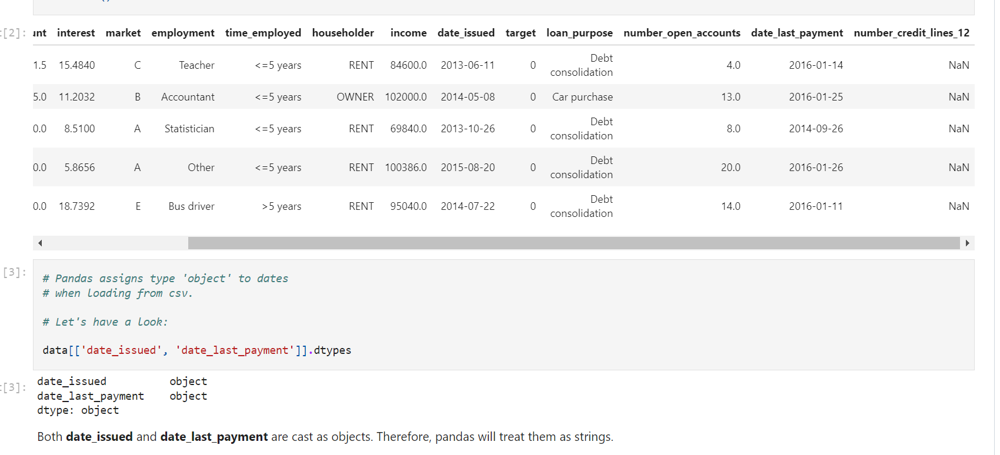 [2]: unt interest market employment time_employed householder income date_issued target loan_purpose number_open_accounts date_last_payment number_credit_lines_12
1.5 15.4840 C Teacher <=5 years RENT 84600.0 2013-06-11 0 Debt consolidation 4.0 2016-01-14 NaN
5.0 11.2032 B Accountant <=5 years OWNER 102000.0 2014-05-08 0 Car purchase 13.0 2016-01-25 NaN
0.0 8.5100 A Statistician <=5 years RENT 69840.0 2013-10-26 0 Debt consolidation 8.0 2014-09-26 NaN
0.0 5.8656 A Other <=5 years RENT 100386.0 2015-08-20 0 Debt consolidation 20.0 2016-01-26 NaN
0.0 18.7392 E Bus driver >5 years RENT 95040.0 2014-07-22 0 Debt consolidation 14.0 2016-01-11 NaN
[3]:
# Pandas assigns type 'object' to dates
# when loading from csv.
# Let's have a look:
data[['date_issued', 'date_last_payment']].dtypes
[3]:
date_issued object
date_last_payment object
dtype: object
Both date_issued and date_last_payment are cast as objects. Therefore, pandas will treat them as strings.